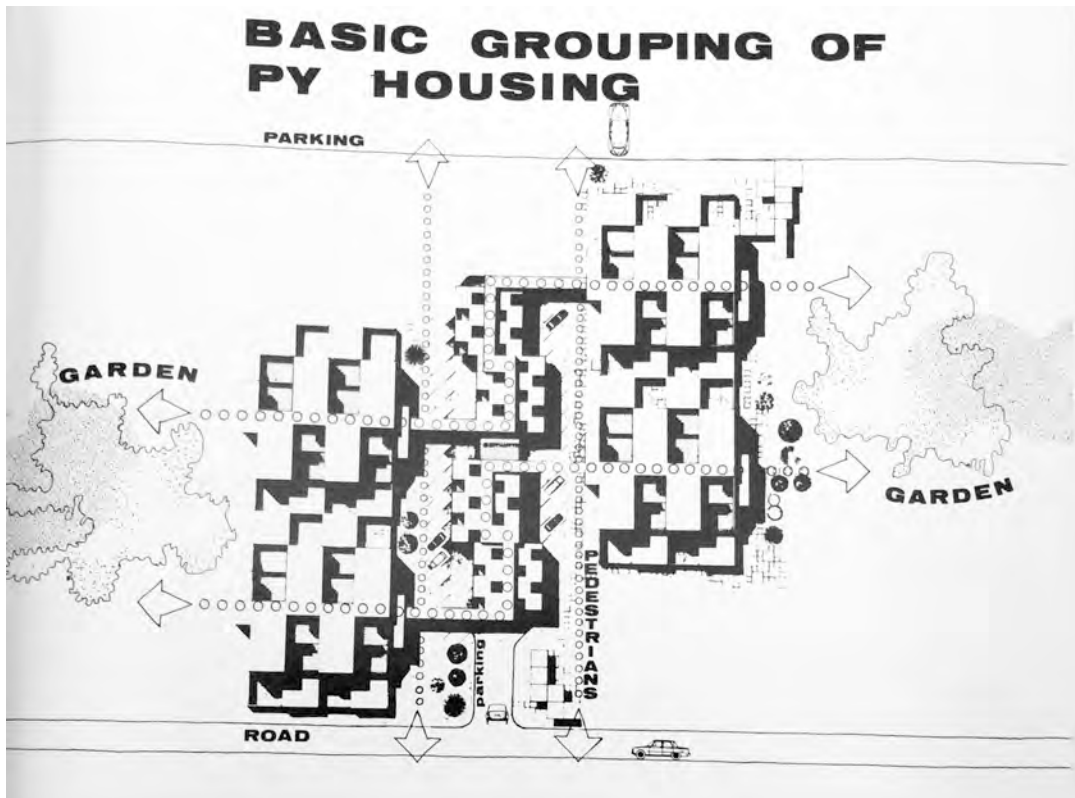 BASIC GROUPING OF
PY HOUSING
PARKING
GARDEN
GARDEN
PEDESTRIANS
parking
ROAD